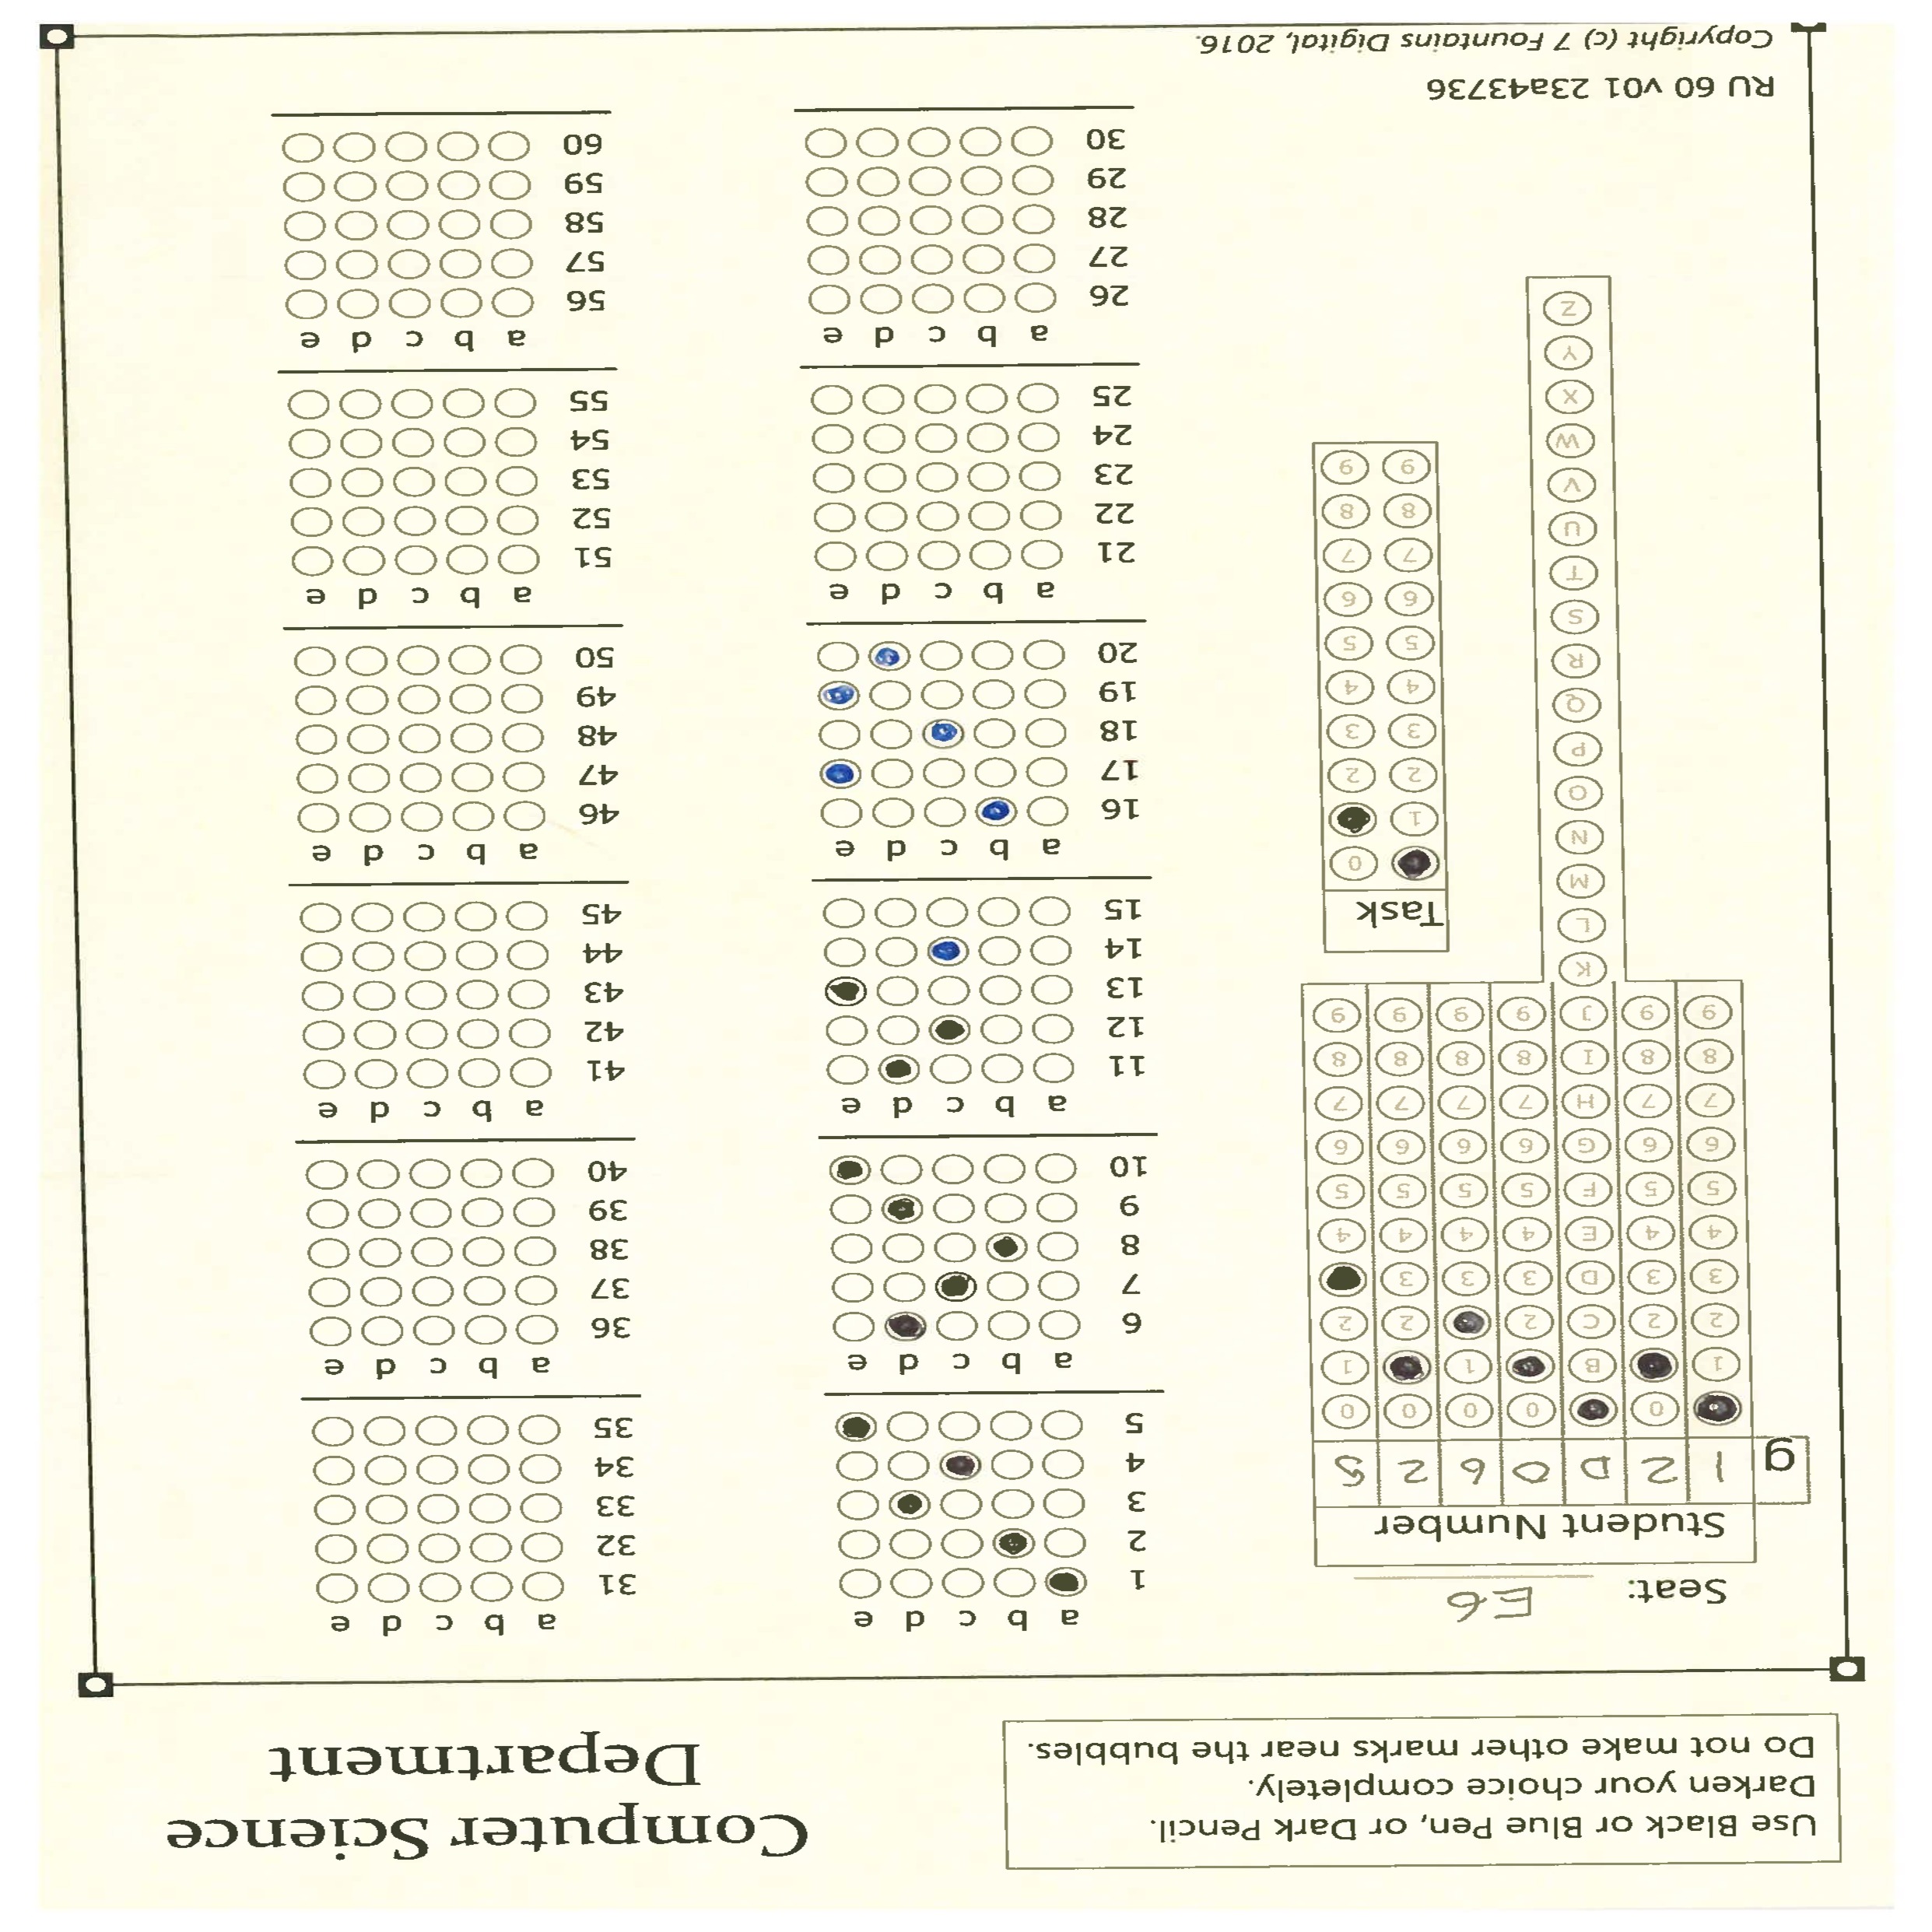 Use Black or Blue Pen, or Dark Pencil.
Darken your choice completely.
Do not make other marks near the bubbles.
Computer Science
Department
Seat: E6
Student Number
g 1 2 D 0 6 2 5
0 0 0 0 0
1 B 1 1
2 2 C 2 2 2
3 3 D 3 3 3
4 4 E 4 4 4 4
5 5 F 5 5 5 5
6 6 G 6 6 6 6
7 7 H 7 7 7 7
8 8 I 8 8 8 8
9 9 J 9 9 9 9
K
L
M
N
O
P
Q
R
S
T
U
V
W
X
Y
Z
Task
0
1
2 2
3 3
4 4
5 5
6 6
7 7
8 8
9 9
RU 60 v01 23a43736
Copyright (c) 7 Fountains Digital, 2016.
a b c d e
1
2
3
4
5
a b c d e
6
7
8
9
10
a b c d e
11
12
13
14
15
a b c d e
16
17
18
19
20
a b c d e
21
22
23
24
25
a b c d e
26
27
28
29
30
a b c d e
31
32
33
34
35
a b c d e
36
37
38
39
40
a b c d e
41
42
43
44
45
a b c d e
46
47
48
49
50
a b c d e
51
52
53
54
55
a b c d e
56
57
58
59
60